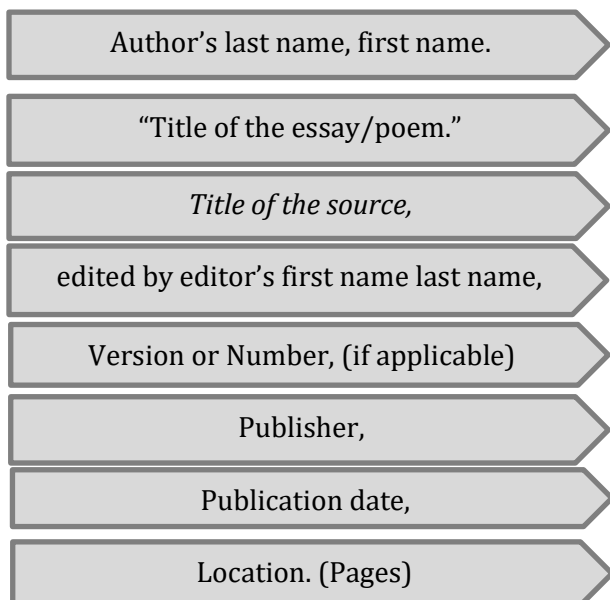 Author’s last name, first name.
“Title of the essay/poem.”
Title of the source,
edited by editor’s first name last name,
Version or Number, (if applicable)
Publisher,
Publication date,
Location. (Pages)